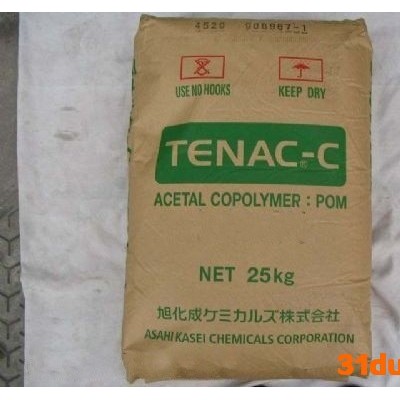 4520 908867-1
USE NO HOOKS
KEEP DRY
TENAC-C
®
ACETAL COPOLYMER : POM
NET 25kg
旭化成ケミカルズ株式会社
ASAHI KASEI CHEMICALS CORPORATION
31du